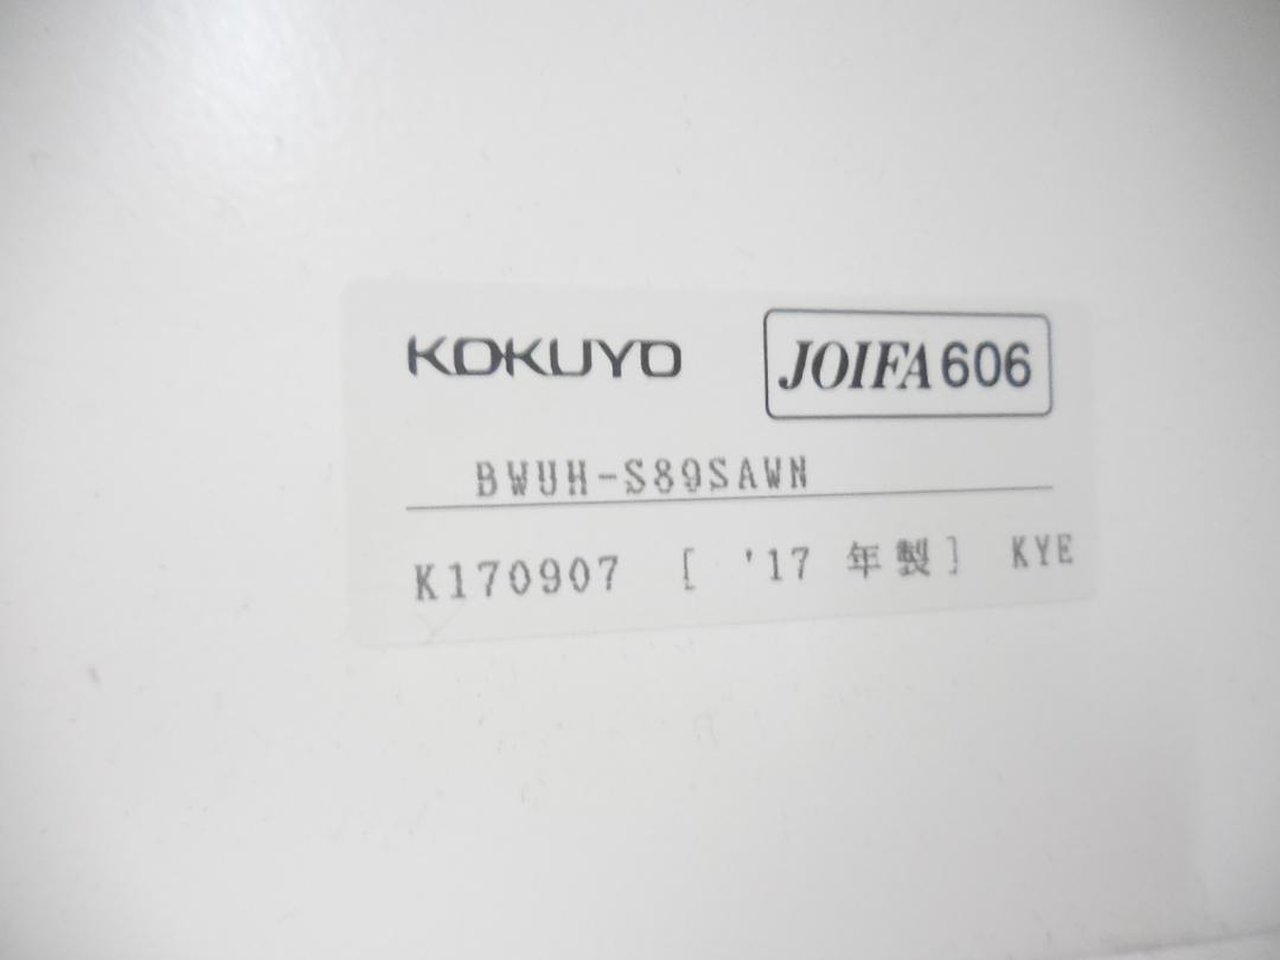 KOKUYO JOIFA606
BWUH-S89SAWN
K170907 [ '17 年製] KYE